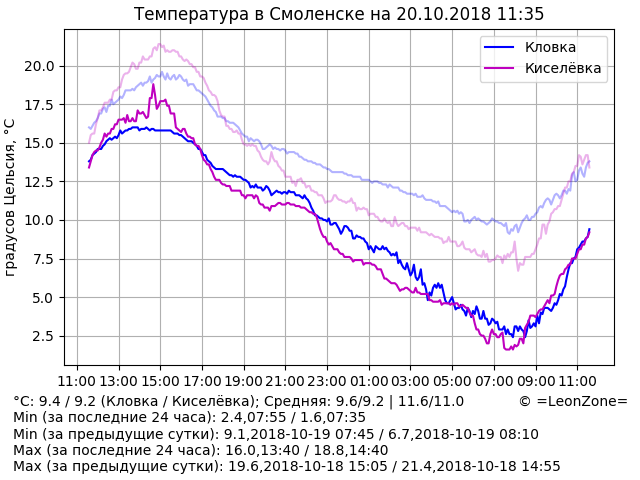 Температура в Смоленске на 20.10.2018 11:35
Кловка
Киселёвка
градусов Цельсия, °C
20.0
17.5
15.0
12.5
10.0
7.5
5.0
2.5
11:00 13:00 15:00 17:00 19:00 21:00 23:00 01:00 03:00 05:00 07:00 09:00 11:00
°C: 9.4 / 9.2 (Кловка / Киселёвка); Средняя: 9.6/9.2 | 11.6/11.0 © =LeonZone=
Min (за последние 24 часа): 2.4,07:55 / 1.6,07:35
Min (за предыдущие сутки): 9.1,2018-10-19 07:45 / 6.7,2018-10-19 08:10
Max (за последние 24 часа): 16.0,13:40 / 18.8,14:40
Max (за предыдущие сутки): 19.6,2018-10-18 15:05 / 21.4,2018-10-18 14:55